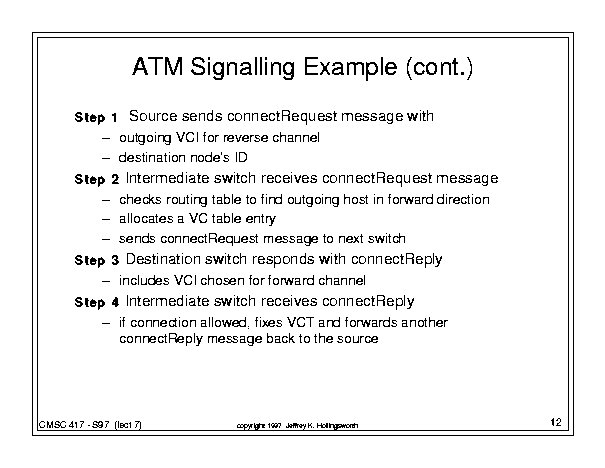 ATM Signalling Example (cont.)
Step 1 Source sends connectRequest message with
– outgoing VCI for reverse channel
– destination node's ID
Step 2 Intermediate switch receives connectRequest message
– checks routing table to find outgoing host in forward direction
– allocates a VC table entry
– sends connectRequest message to next switch
Step 3 Destination switch responds with connectReply
– includes VCI chosen for forward channel
Step 4 Intermediate switch receives connectReply
– if connection allowed, fixes VCT and forwards another
connectReply message back to the source
CMSC 417 - S97 (lect 7)
copyright 1997 Jeffrey K. Hollingsworth
12